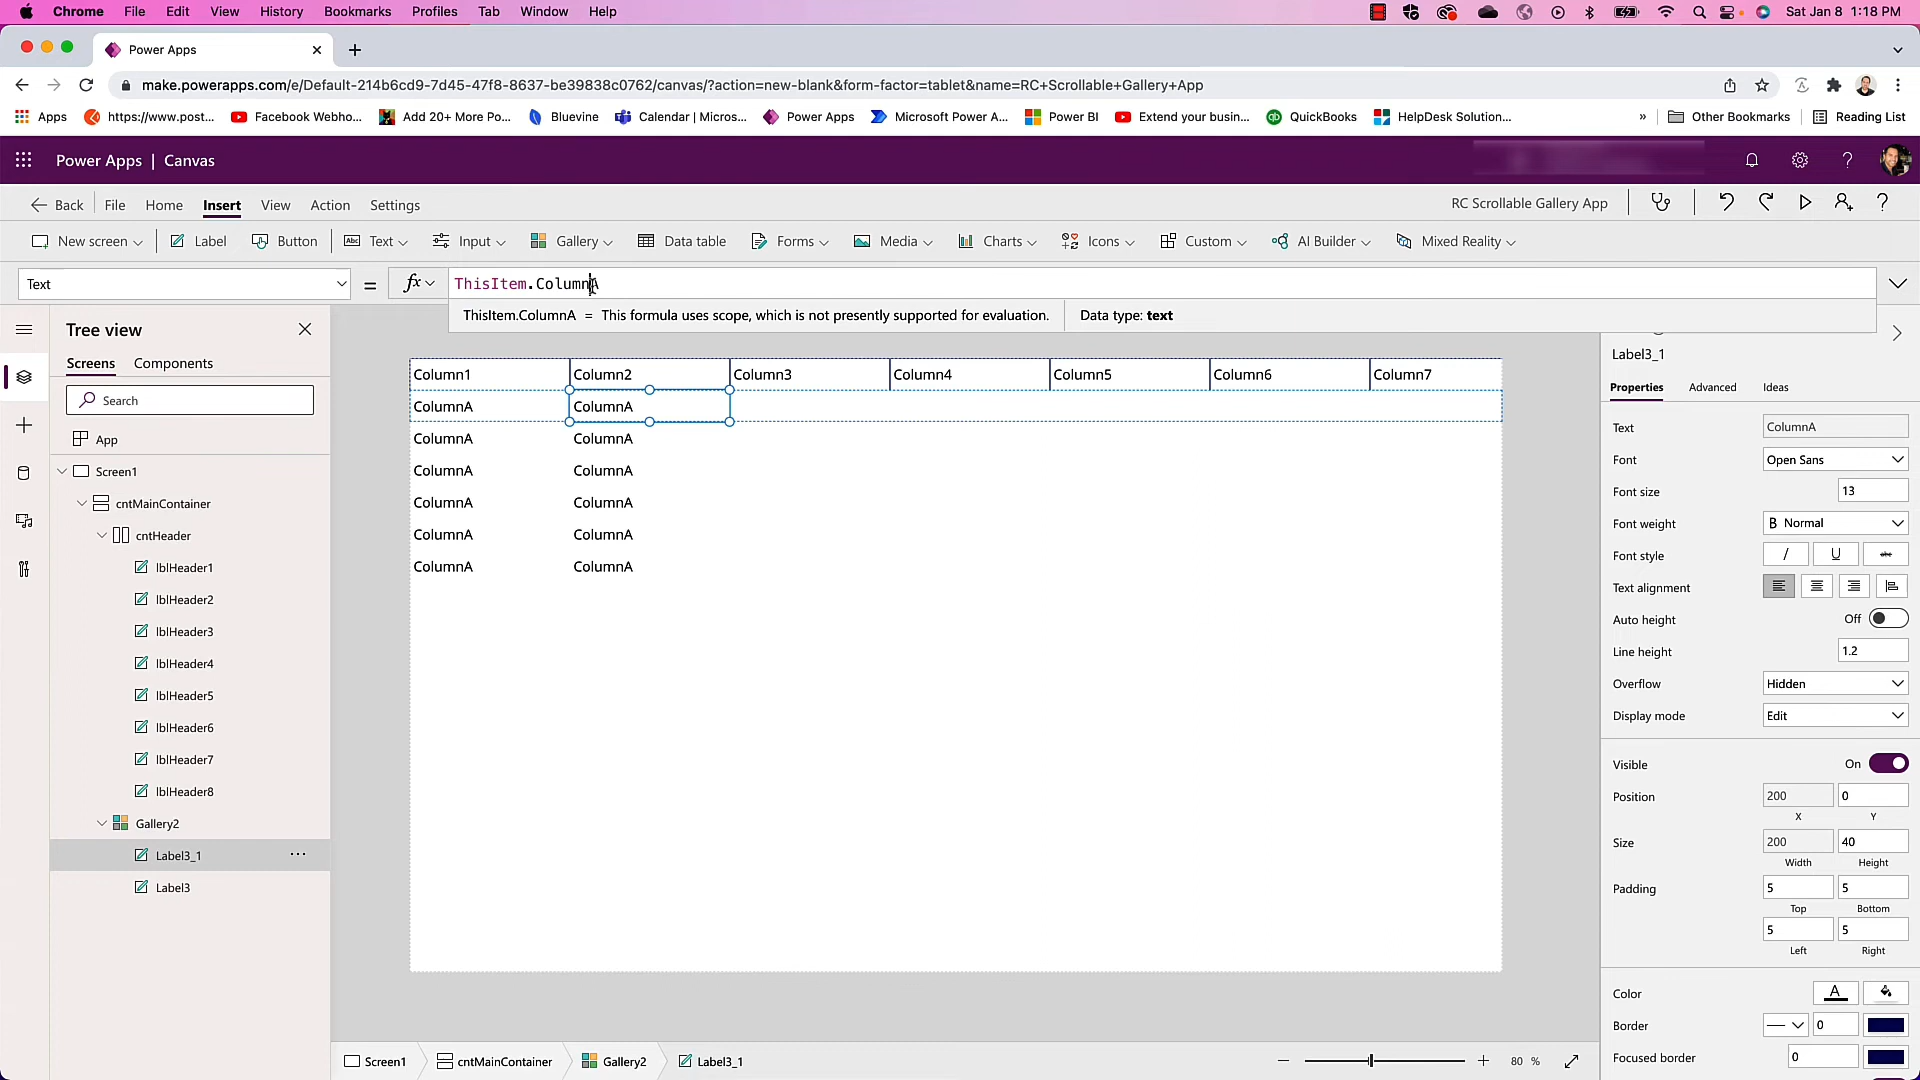 Chrome File Edit View History Bookmarks Profiles Tab Window Help Sat Jan 8 1:18 PM
Power Apps
make.powerapps.com/e/Default-214b6cd9-7d45-47f8-8637-be39838c0762/canvas/?action=new-blank&form-factor=tablet&name=RC+Scrollable+Gallery+App
Apps https://www.post... Facebook Webho... Add 20+ More Po... Bluevine Calendar | Micros... Power Apps Microsoft Power A... Power BI Extend your busin... QuickBooks HelpDesk Solution... » Other Bookmarks Reading List
Power Apps | Canvas
Back File Home Insert View Action Settings RC Scrollable Gallery App
New screen Label Button Text Input Gallery Data table Forms Media Charts Icons Custom AI Builder Mixed Reality
Text = fx ThisItem.ColumnA
ThisItem.ColumnA = This formula uses scope, which is not presently supported for evaluation. Data type: text
Tree view
Screens Components
Search
App
Screen1
cntMainContainer
cntHeader
lblHeader1
lblHeader2
lblHeader3
lblHeader4
lblHeader5
lblHeader6
lblHeader7
lblHeader8
Gallery2
Label3_1 ...
Label3
Column1 Column2 Column3 Column4 Column5 Column6 Column7
ColumnA ColumnA
ColumnA ColumnA
ColumnA ColumnA
ColumnA ColumnA
ColumnA ColumnA
ColumnA ColumnA
Screen1 cntMainContainer Gallery2 Label3_1 80 %
Label3_1
Properties Advanced Ideas
Text ColumnA
Font Open Sans
Font size 13
Font weight B Normal
Font style / U abc
Text alignment
Auto height Off
Line height 1.2
Overflow Hidden
Display mode Edit
Visible On
Position 200 0
X Y
Size 200 40
Width Height
Padding 5 5
Top Bottom
5 5
Left Right
Color A
Border 0
Focused border 0